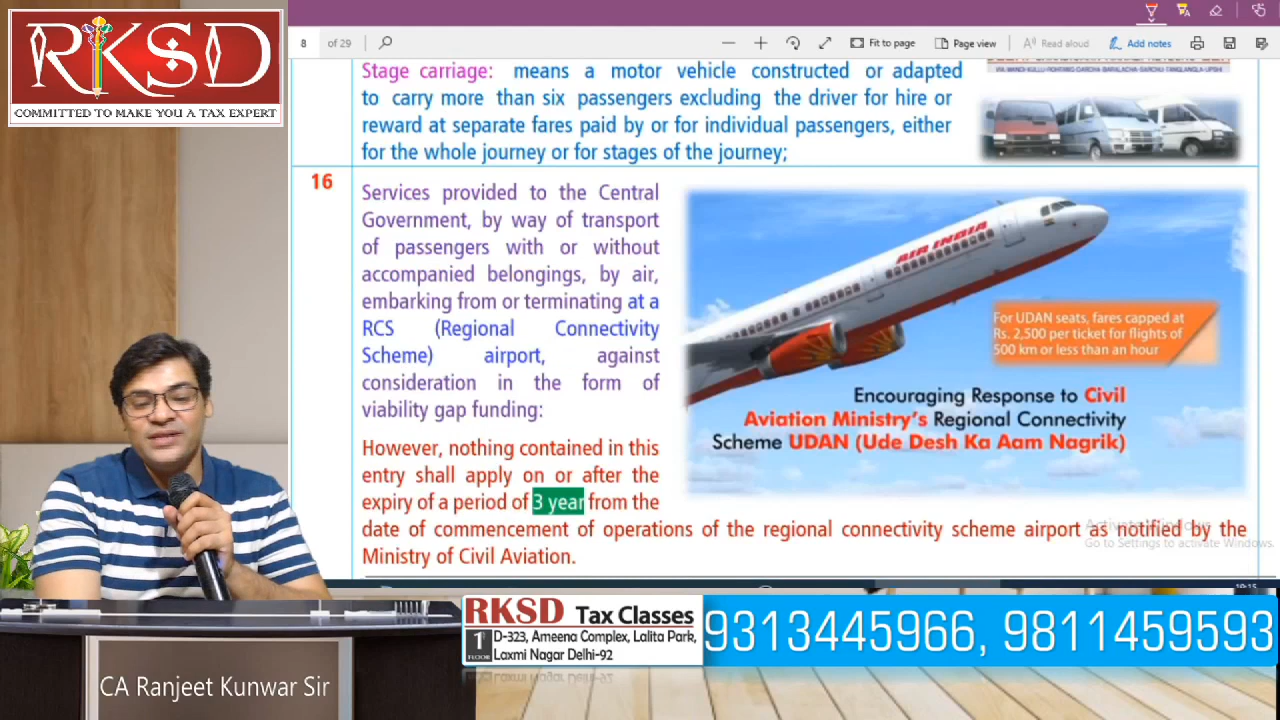 RKSD
COMMITTED TO MAKE YOU A TAX EXPERT
8 of 29
Fit to page
Page view
Read aloud
Add notes
Stage carriage: means a motor vehicle constructed or adapted
to carry more than six passengers excluding the driver for hire or
reward at separate fares paid by or for individual passengers, either
for the whole journey or for stages of the journey;
16
Services provided to the Central
Government, by way of transport
of passengers with or without
accompanied belongings, by air,
embarking from or terminating at a
RCS (Regional Connectivity
Scheme) airport, against
consideration in the form of
viability gap funding:
However, nothing contained in this
entry shall apply on or after the
expiry of a period of 3 year from the
date of commencement of operations of the regional connectivity scheme airport as notified by the
Ministry of Civil Aviation.
AIR INDIA
For UDAN seats, fares capped at
Rs. 2,500 per ticket for flights of
500 km or less than an hour
Encouraging Response to Civil
Aviation Ministry's Regional Connectivity
Scheme UDAN (Ude Desh Ka Aam Nagrik)
Activate Windows
Go to Settings to activate Windows.
RKSD Tax Classes
1
FLOOR
D-323, Ameena Complex, Lalita Park,
Laxmi Nagar Delhi-92
9313445966, 9811459593
CA Ranjeet Kunwar Sir